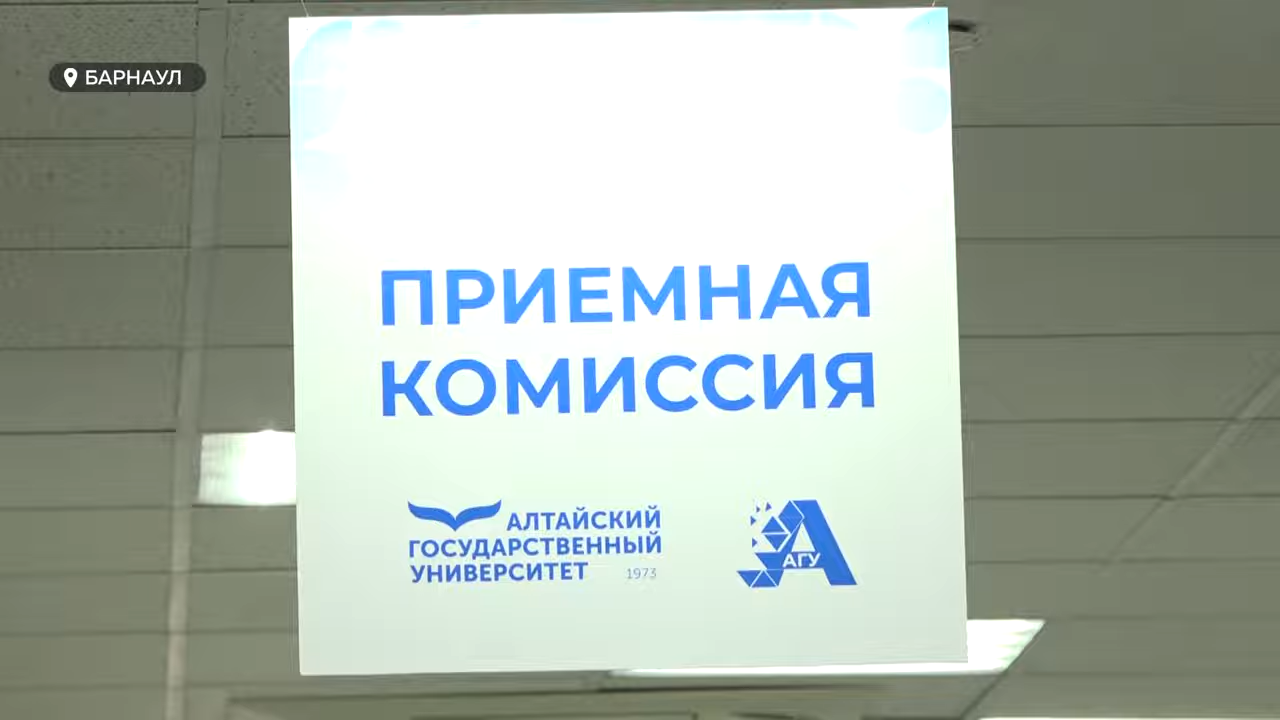 БАРНАУЛ
ПРИЕМНАЯ
КОМИССИЯ
АЛТАЙСКИЙ
ГОСУДАРСТВЕННЫЙ
УНИВЕРСИТЕТ 1973
АГУ